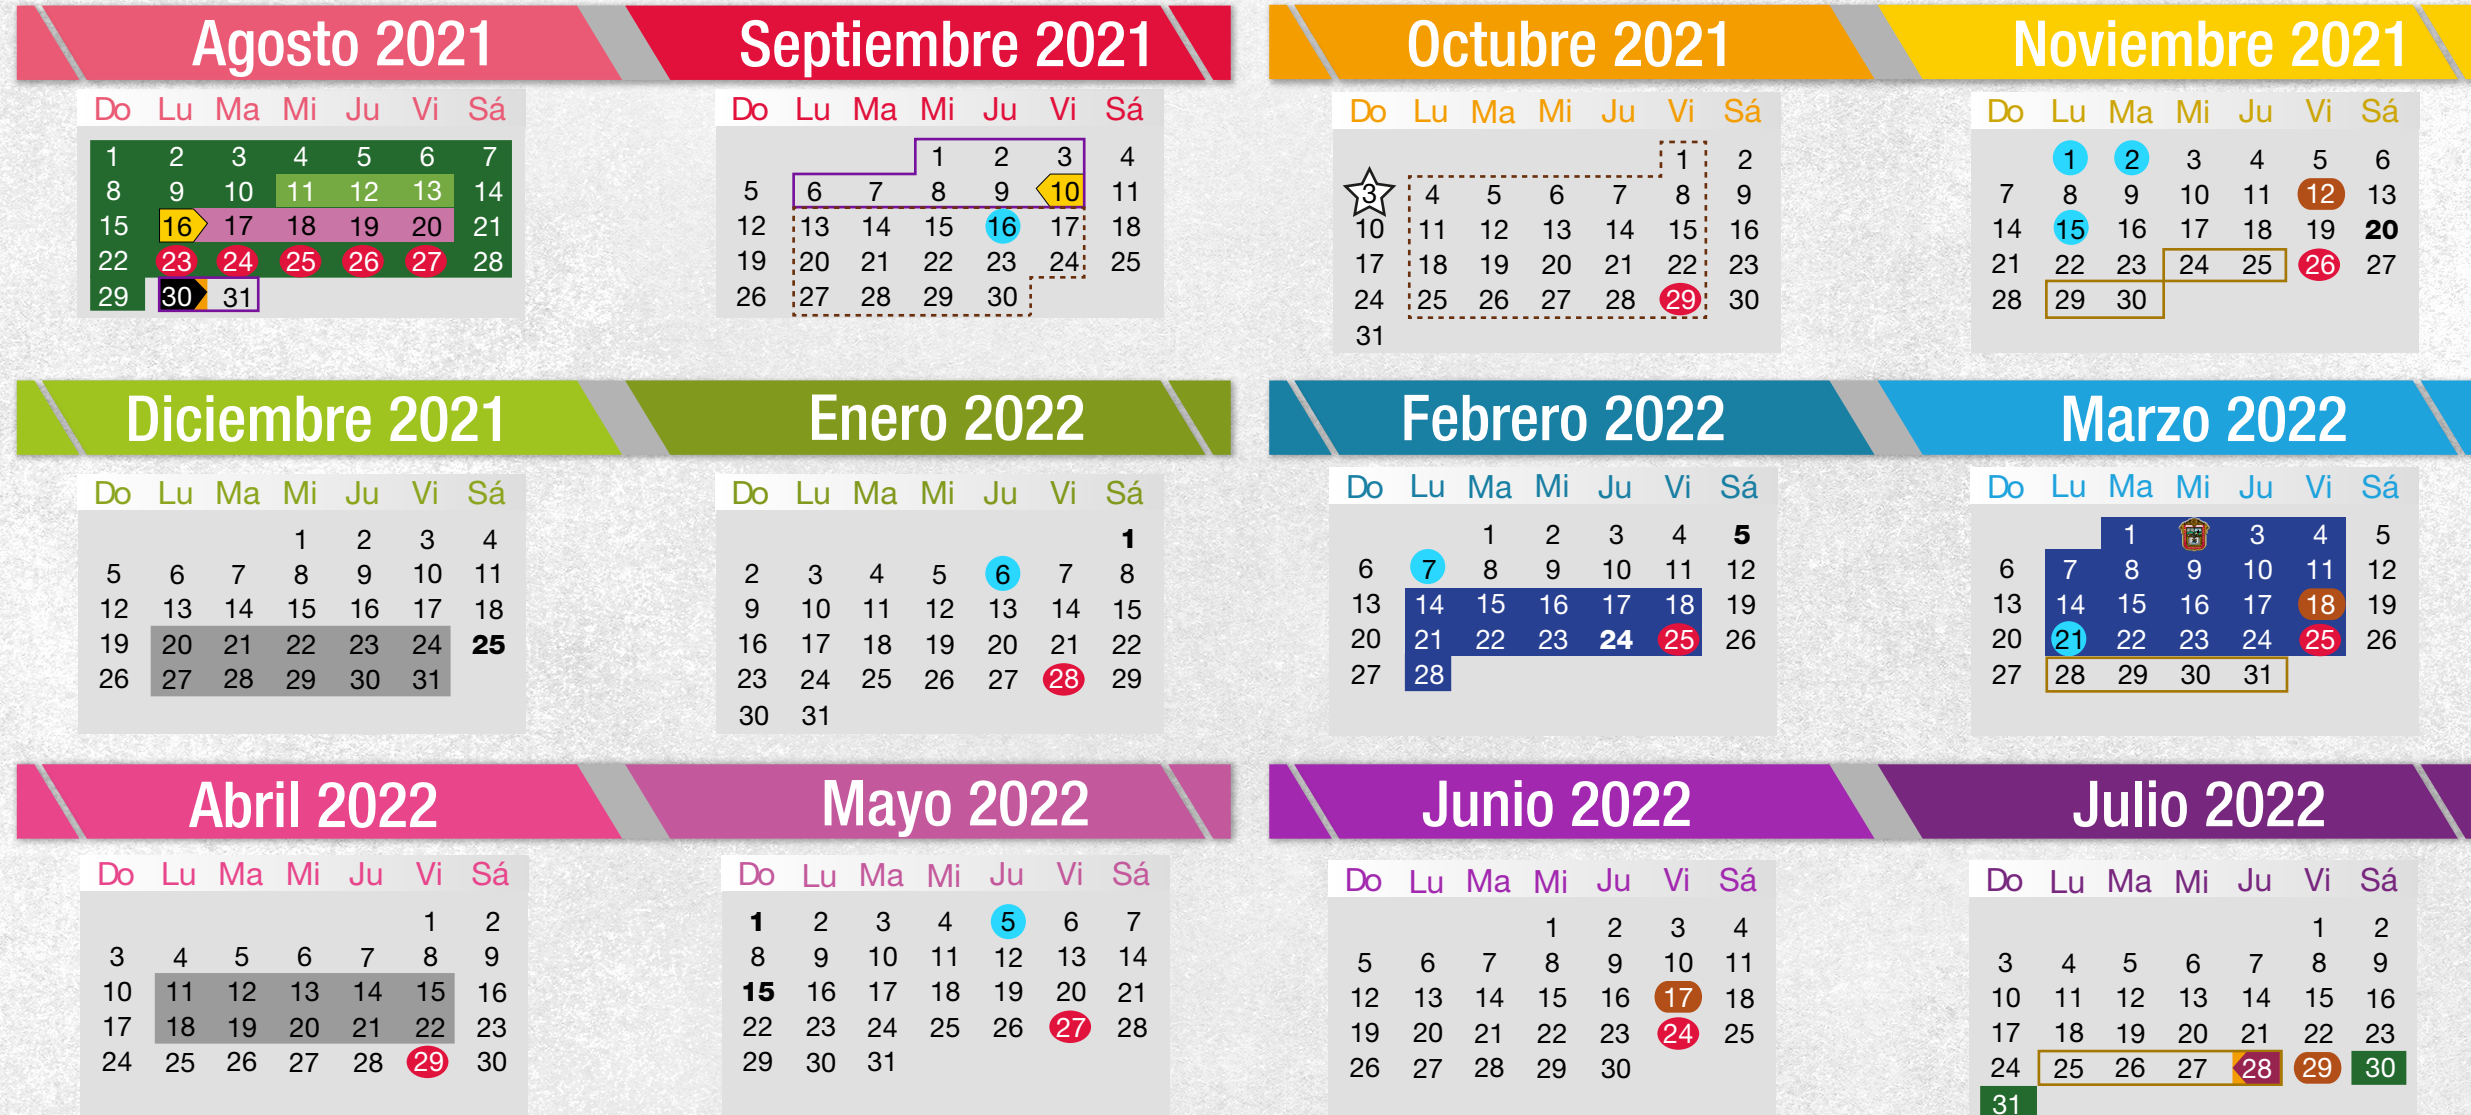 Agosto 2021
Do Lu Ma Mi Ju Vi Sá
1 2 3 4 5 6 7
8 9 10 11 12 13 14
15 16 17 18 19 20 21
22 23 24 25 26 27 28
29 30 31
Septiembre 2021
Do Lu Ma Mi Ju Vi Sá
1 2 3 4
5 6 7 8 9 10 11
12 13 14 15 16 17 18
19 20 21 22 23 24 25
26 27 28 29 30
Octubre 2021
Do Lu Ma Mi Ju Vi Sá
1 2
3 4 5 6 7 8 9
10 11 12 13 14 15 16
17 18 19 20 21 22 23
24 25 26 27 28 29 30
31
Noviembre 2021
Do Lu Ma Mi Ju Vi Sá
1 2 3 4 5 6
7 8 9 10 11 12 13
14 15 16 17 18 19 20
21 22 23 24 25 26 27
28 29 30
Diciembre 2021
Do Lu Ma Mi Ju Vi Sá
1 2 3 4
5 6 7 8 9 10 11
12 13 14 15 16 17 18
19 20 21 22 23 24 25
26 27 28 29 30 31
Enero 2022
Do Lu Ma Mi Ju Vi Sá
1
2 3 4 5 6 7 8
9 10 11 12 13 14 15
16 17 18 19 20 21 22
23 24 25 26 27 28 29
30 31
Febrero 2022
Do Lu Ma Mi Ju Vi Sá
1 2 3 4 5
6 7 8 9 10 11 12
13 14 15 16 17 18 19
20 21 22 23 24 25 26
27 28
Marzo 2022
Do Lu Ma Mi Ju Vi Sá
1 3 4 5
6 7 8 9 10 11 12
13 14 15 16 17 18 19
20 21 22 23 24 25 26
27 28 29 30 31
Abril 2022
Do Lu Ma Mi Ju Vi Sá
1 2
3 4 5 6 7 8 9
10 11 12 13 14 15 16
17 18 19 20 21 22 23
24 25 26 27 28 29 30
Mayo 2022
Do Lu Ma Mi Ju Vi Sá
1 2 3 4 5 6 7
8 9 10 11 12 13 14
15 16 17 18 19 20 21
22 23 24 25 26 27 28
29 30 31
Junio 2022
Do Lu Ma Mi Ju Vi Sá
1 2 3 4
5 6 7 8 9 10 11
12 13 14 15 16 17 18
19 20 21 22 23 24 25
26 27 28 29 30
Julio 2022
Do Lu Ma Mi Ju Vi Sá
1 2
3 4 5 6 7 8 9
10 11 12 13 14 15 16
17 18 19 20 21 22 23
24 25 26 27 28 29 30
31